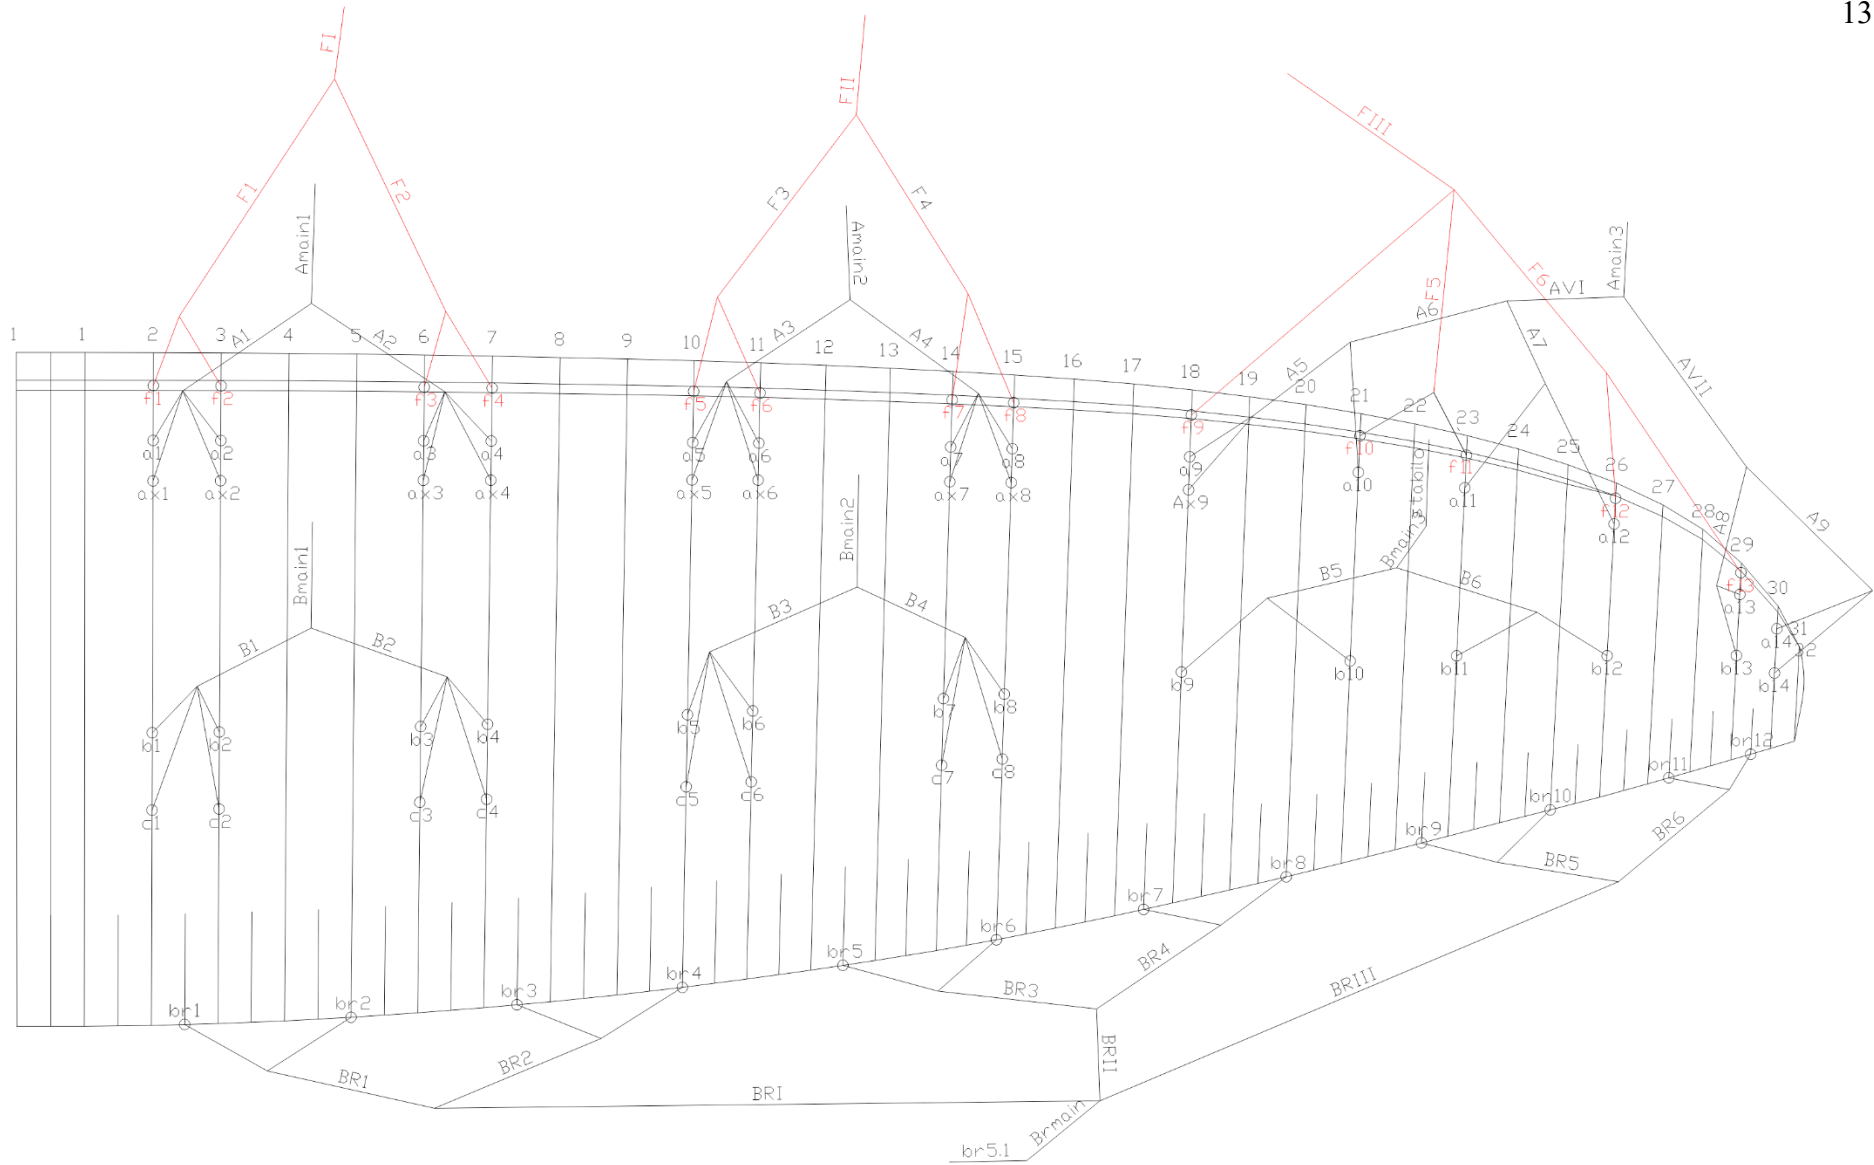 13
FI
FII
FIII
F1
F2
F3
F4
F5
F6
Amain1
Amain2
Amain3
AVI
AVII
A1
A2
A3
A4
A5
A6
A7
A8
A9
1 1 2 3 4 5 6 7 8 9 10 11 12 13 14 15 16 17 18 19 20 21 22 23 24 25 26 27 28 29 30 31 32
f1 f2 f3 f4 f5 f6 f7 f8 f9 f10 f11 f12 f13
a1 a2 a3 a4 a5 a6 a7 a8 a9 a10 a11 a12 a13 a14
ax1 ax2 ax3 ax4 ax5 ax6 ax7 ax8 Ax9
stabilo
Bmain1
Bmain2
Bmain3
B1
B2
B3
B4
B5
B6
b1 b2 b3 b4 b5 b6 b7 b8 b9 b10 b11 b12 b13 b14
c1 c2 c3 c4 c5 c6 c7 c8
br1 br2 br3 br4 br5 br6 br7 br8 br9 br10 br11 br12
BR1
BR2
BR3
BR4
BR5
BR6
BRI
BRII
BRIII
Brmain
br5.1